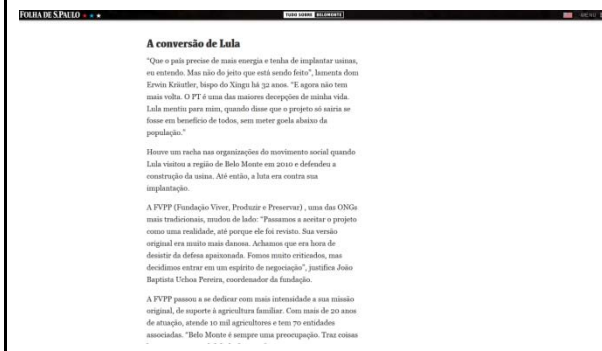 FOLHA DE S.PAULO
TUDO SOBRE BELO MONTE
MENU
A conversão de Lula
"Que o país precise de mais energia e tenha de implantar usinas,
eu entendo. Mas não do jeito que está sendo feito", lamenta dom
Erwin Kräutler, bispo do Xingu há 32 anos. "E agora não tem
mais volta. O PT é uma das maiores decepções de minha vida.
Lula mentiu para mim, quando disse que o projeto só sairia se
fosse em benefício de todos, sem meter goela abaixo da
população."
Houve um racha nas organizações do movimento social quando
Lula visitou a região de Belo Monte em 2010 e defendeu a
construção da usina. Até então, a luta era contra sua
implantação.
A FVPP (Fundação Viver, Produzir e Preservar) , uma das ONGs
mais tradicionais, mudou de lado: "Passamos a aceitar o projeto
como uma realidade, até porque ele foi revisto. Sua versão
original era muito mais danosa. Achamos que era hora de
desistir da defesa apaixonada. Fomos muito criticados, mas
decidimos entrar em um espírito de negociação", justifica João
Baptista Uchoa Pereira, coordenador da fundação.
A FVPP passou a se dedicar com mais intensidade a sua missão
original, de suporte à agricultura familiar. Com mais de 20 anos
de atuação, atende 10 mil agricultores e tem 70 entidades
associadas. "Belo Monte é sempre uma preocupação. Traz coisas